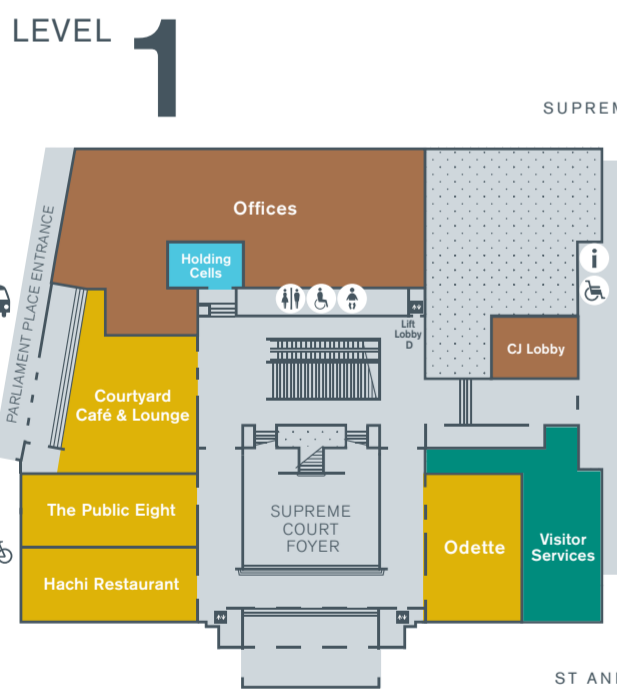 LEVEL 1
SUPREM
Offices
PARLIAMENT PLACE ENTRANCE
Holding
Cells
i
Lift
Lobby
D
CJ Lobby
Courtyard
Café & Lounge
The Public Eight
SUPREME
COURT
FOYER
Odette
Visitor
Services
Hachi Restaurant
ST AN